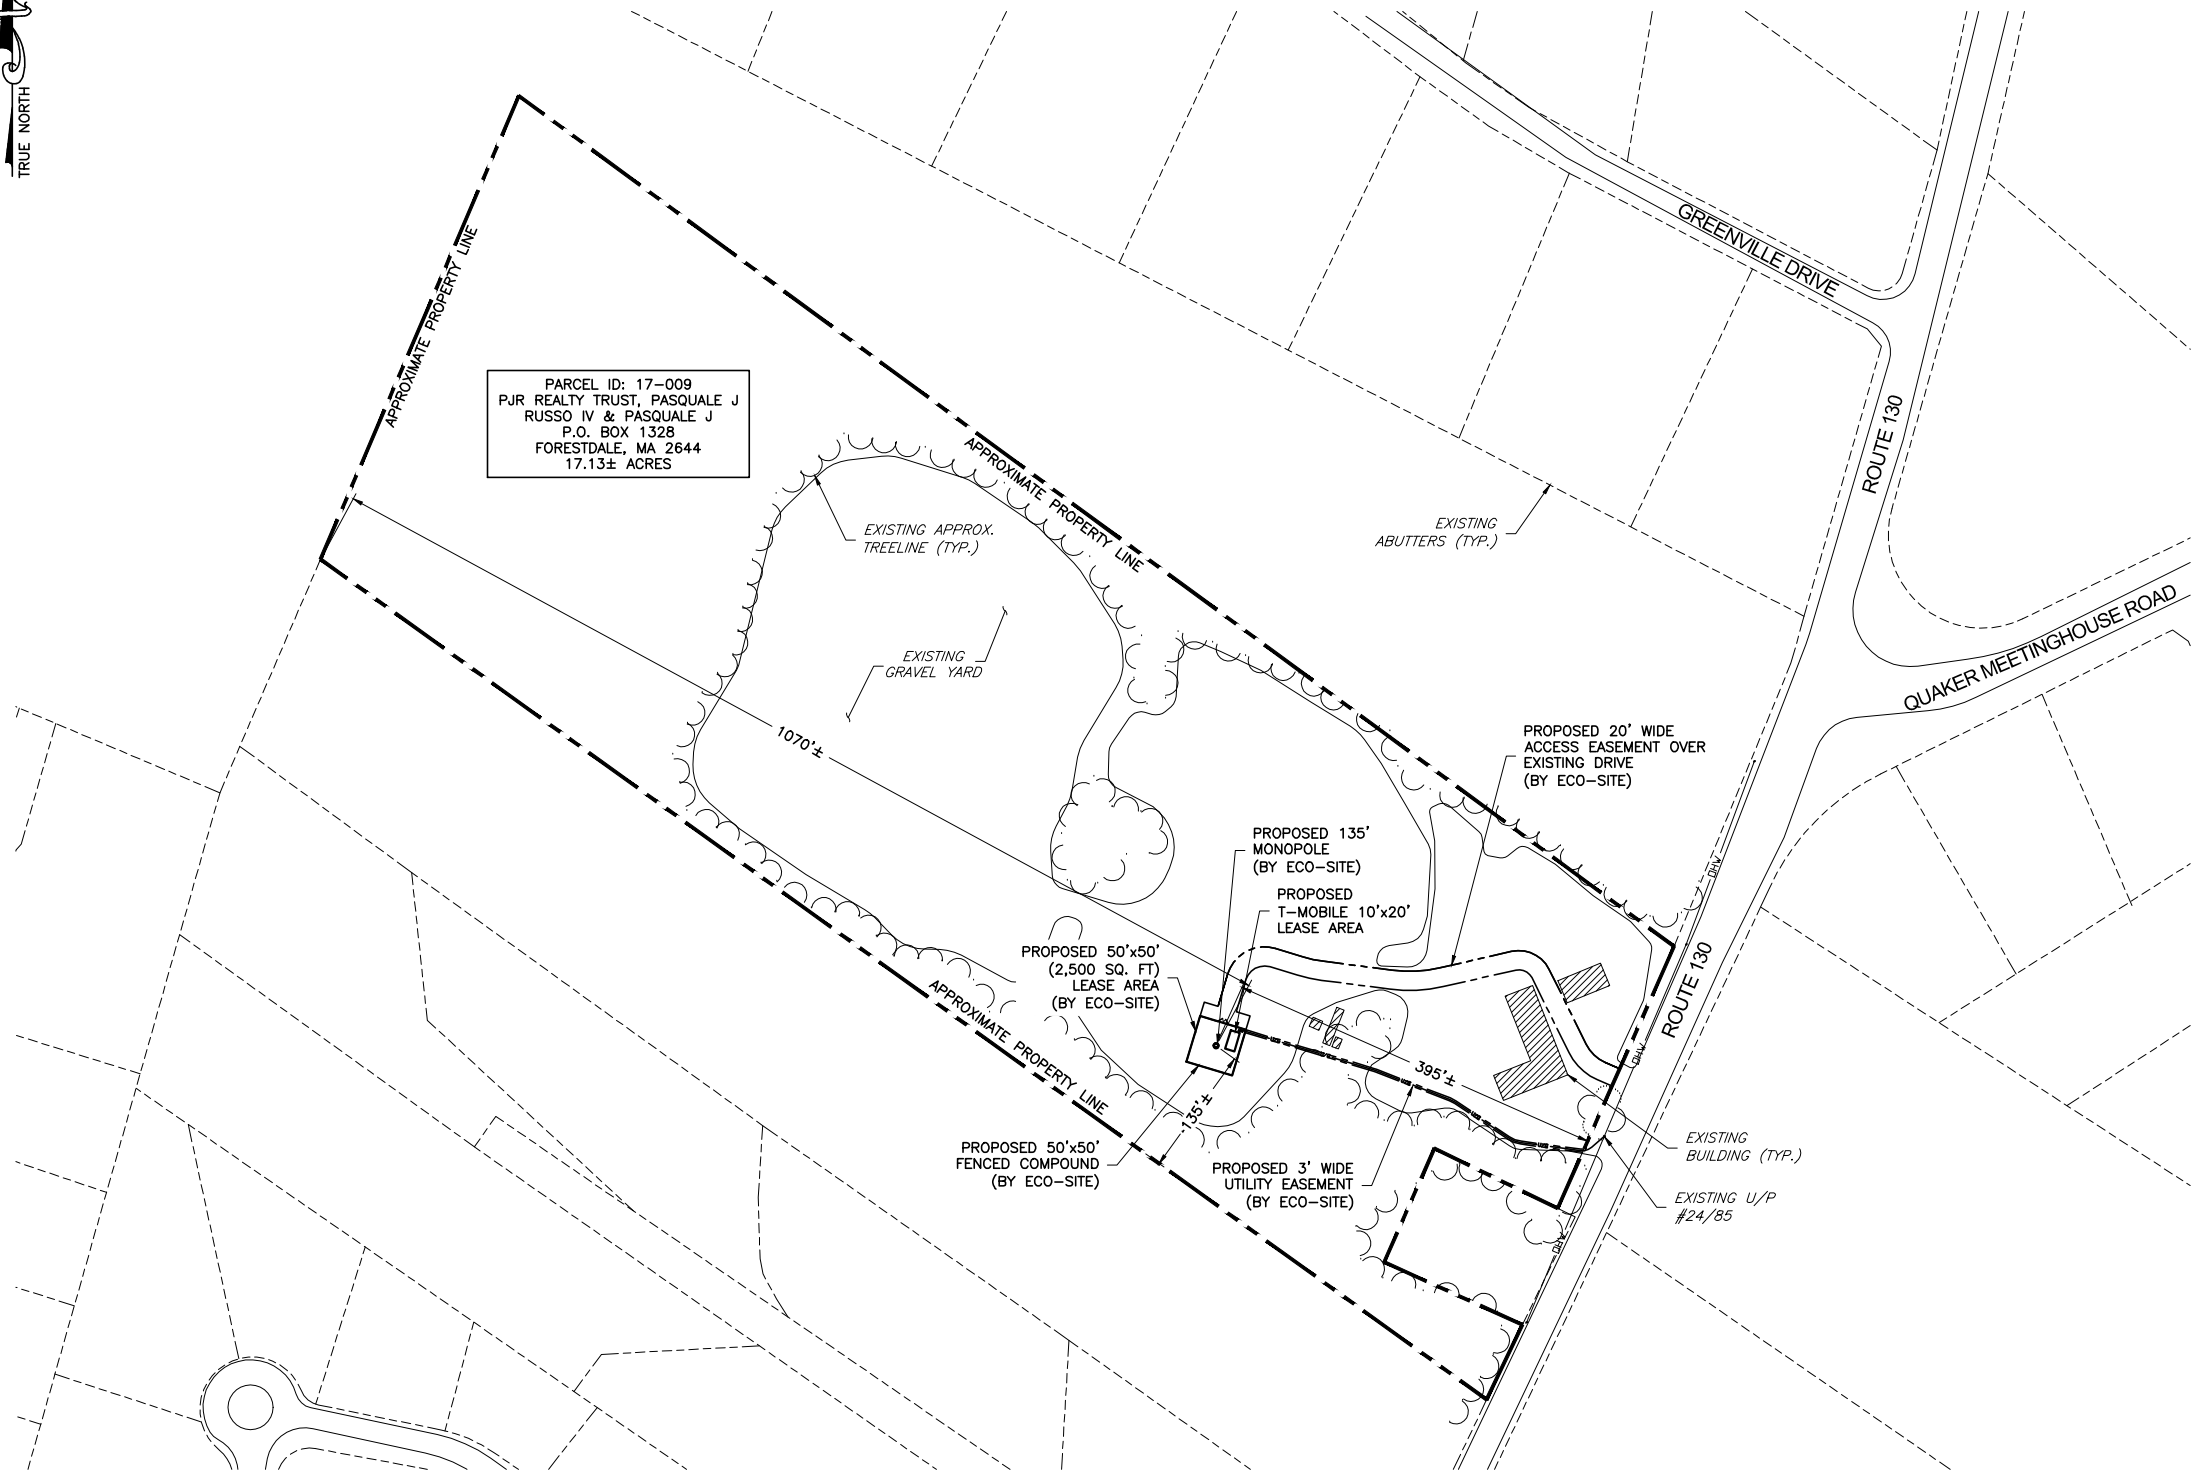 TRUE NORTH
GREENVILLE DRIVE
APPROXIMATE PROPERTY LINE
PARCEL ID: 17-009
PJR REALTY TRUST, PASQUALE J
RUSSO IV & PASQUALE J
P.O. BOX 1328
FORESTDALE, MA 2644
17.13± ACRES
ROUTE 130
APPROXIMATE PROPERTY LINE
EXISTING APPROX.
TREELINE (TYP.)
EXISTING
ABUTTERS (TYP.)
EXISTING
GRAVEL YARD
QUAKER MEETINGHOUSE ROAD
1070'±
PROPOSED 20' WIDE
ACCESS EASEMENT OVER
EXISTING DRIVE
(BY ECO-SITE)
PROPOSED 135'
MONOPOLE
(BY ECO-SITE)
OHW
PROPOSED
T-MOBILE 10'x20'
LEASE AREA
PROPOSED 50'x50'
(2,500 SQ. FT)
LEASE AREA
(BY ECO-SITE)
ROUTE 130
APPROXIMATE PROPERTY LINE
OHW
395'±
135'±
PROPOSED 50'x50'
FENCED COMPOUND
(BY ECO-SITE)
PROPOSED 3' WIDE
UTILITY EASEMENT
(BY ECO-SITE)
EXISTING
BUILDING (TYP.)
EXISTING U/P
#24/85
OHW